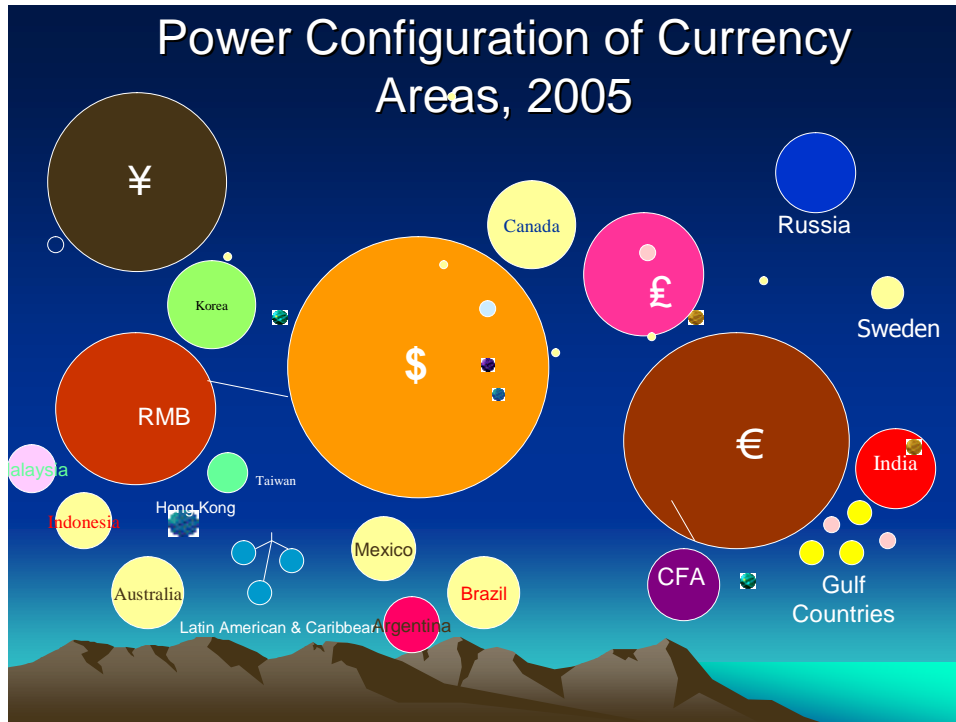 Power Configuration of Currency
Areas, 2005
¥
Russia
Canada
£
Korea
Sweden
$
RMB
€
India
Malaysia
Taiwan
Hong Kong
Indonesia
Mexico
CFA
Gulf
Countries
Australia
Brazil
Latin American & Caribbean
Argentina